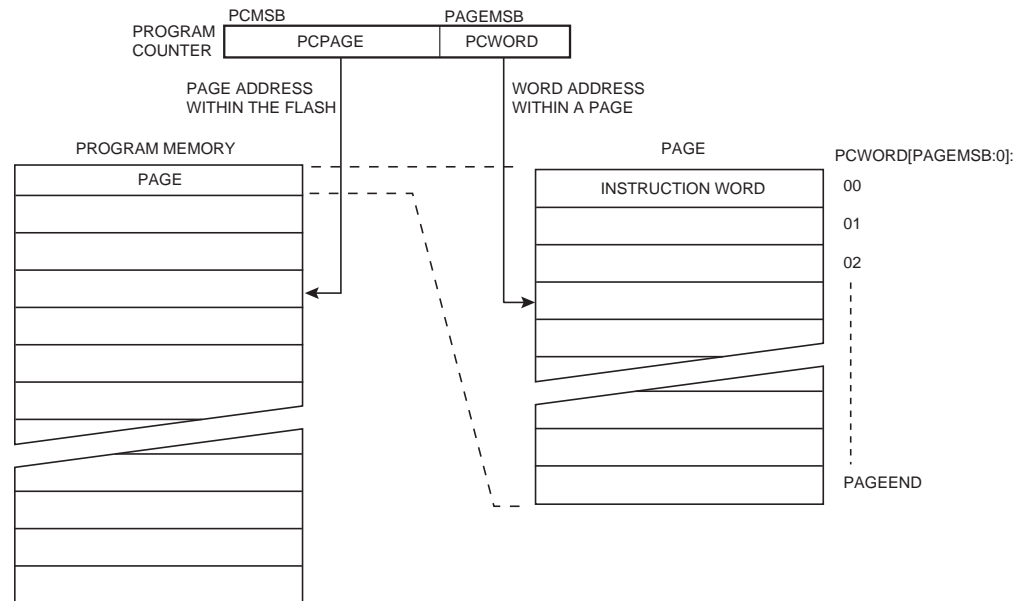 PCMSB PAGEMSB
PROGRAM
COUNTER
PCPAGE PCWORD
PAGE ADDRESS
WITHIN THE FLASH
WORD ADDRESS
WITHIN A PAGE
PROGRAM MEMORY
PAGE
PAGE
INSTRUCTION WORD
PCWORD[PAGEMSB:0]:
00
01
02
PAGEEND